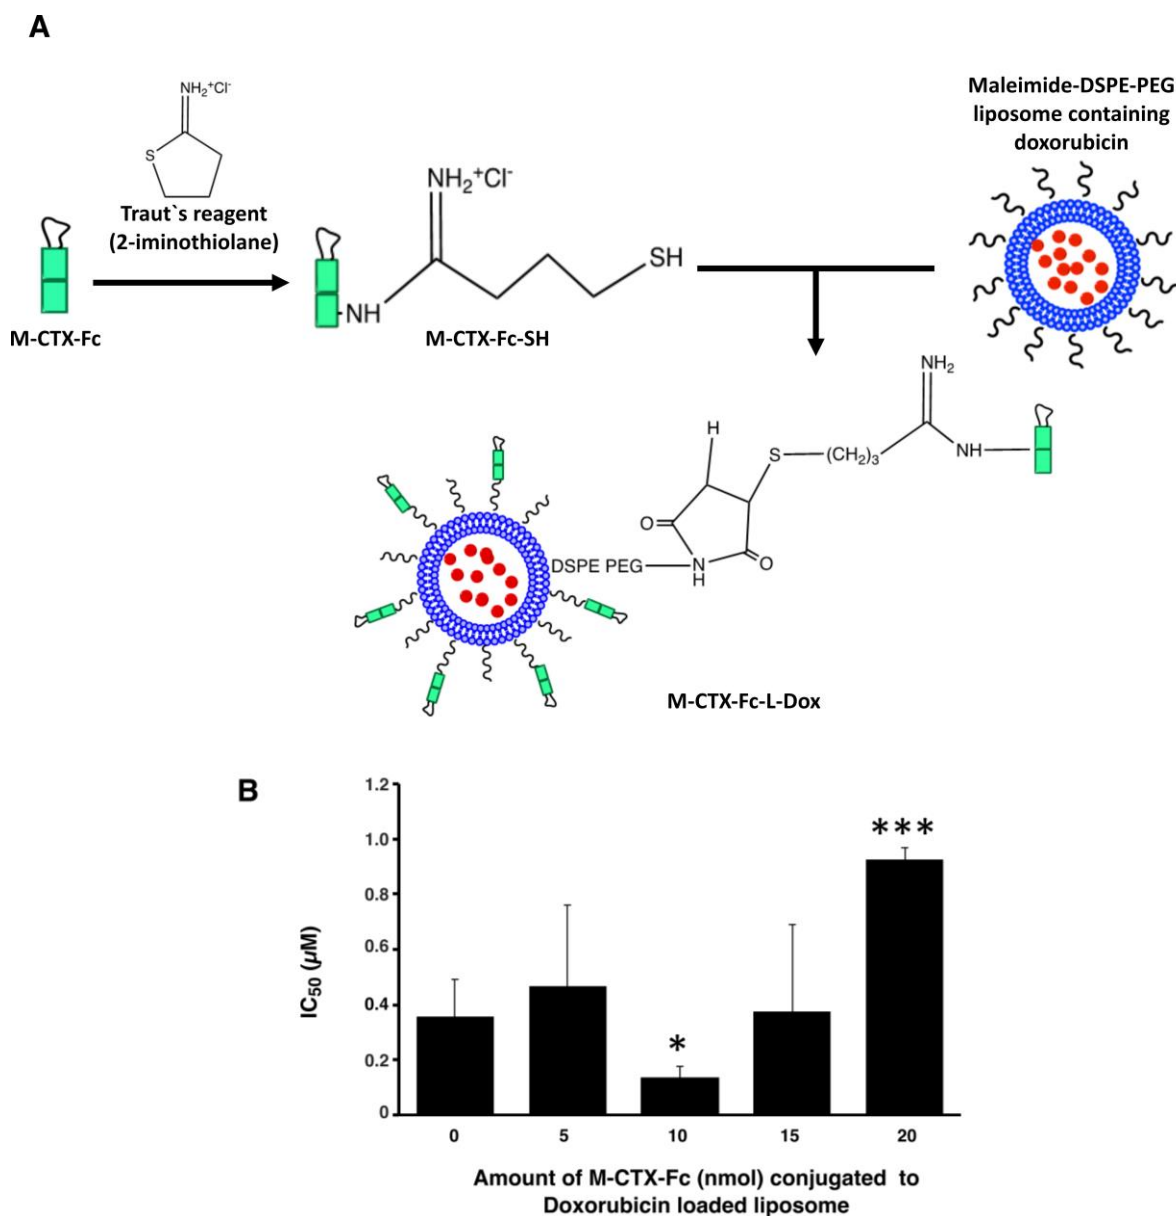 A
NH₂⁺Cl⁻
S
Traut`s reagent
(2-iminothiolane)
M-CTX-Fc
NH₂⁺Cl⁻
SH
NH
M-CTX-Fc-SH
Maleimide-DSPE-PEG
liposome containing
doxorubicin
NH₂
H
S
(CH₂)₃
NH
O
O
DSPE PEG
N
H
M-CTX-Fc-L-Dox
B
1.2
1.0
0.8
0.6
0.4
0.2
0
IC₅₀ (µM)
*
***
0 5 10 15 20
Amount of M-CTX-Fc (nmol) conjugated to
Doxorubicin loaded liposome